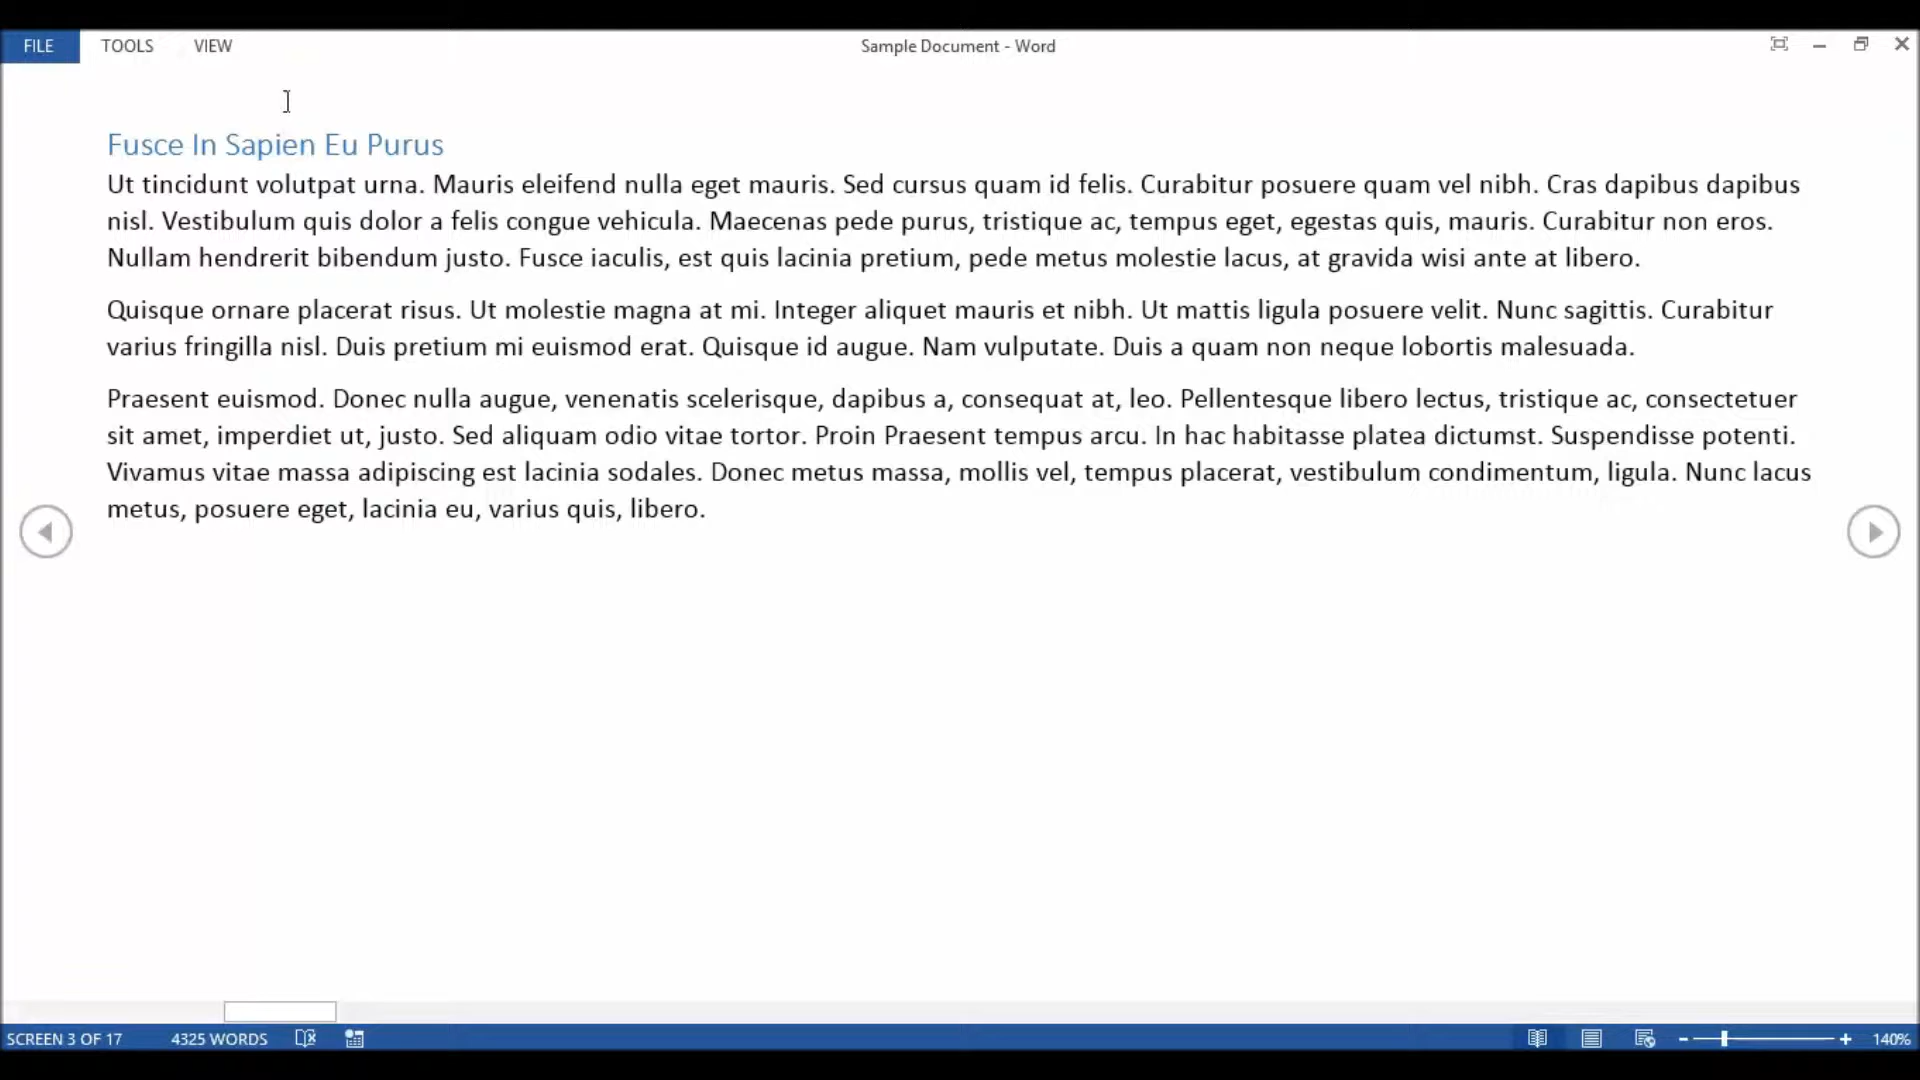 FILE TOOLS VIEW Sample Document - Word
Fusce In Sapien Eu Purus
Ut tincidunt volutpat urna. Mauris eleifend nulla eget mauris. Sed cursus quam id felis. Curabitur posuere quam vel nibh. Cras dapibus dapibus
nisl. Vestibulum quis dolor a felis congue vehicula. Maecenas pede purus, tristique ac, tempus eget, egestas quis, mauris. Curabitur non eros.
Nullam hendrerit bibendum justo. Fusce iaculis, est quis lacinia pretium, pede metus molestie lacus, at gravida wisi ante at libero.
Quisque ornare placerat risus. Ut molestie magna at mi. Integer aliquet mauris et nibh. Ut mattis ligula posuere velit. Nunc sagittis. Curabitur
varius fringilla nisl. Duis pretium mi euismod erat. Quisque id augue. Nam vulputate. Duis a quam non neque lobortis malesuada.
Praesent euismod. Donec nulla augue, venenatis scelerisque, dapibus a, consequat at, leo. Pellentesque libero lectus, tristique ac, consectetuer
sit amet, imperdiet ut, justo. Sed aliquam odio vitae tortor. Proin Praesent tempus arcu. In hac habitasse platea dictumst. Suspendisse potenti.
Vivamus vitae massa adipiscing est lacinia sodales. Donec metus massa, mollis vel, tempus placerat, vestibulum condimentum, ligula. Nunc lacus
metus, posuere eget, lacinia eu, varius quis, libero.
SCREEN 3 OF 17 4325 WORDS 140%